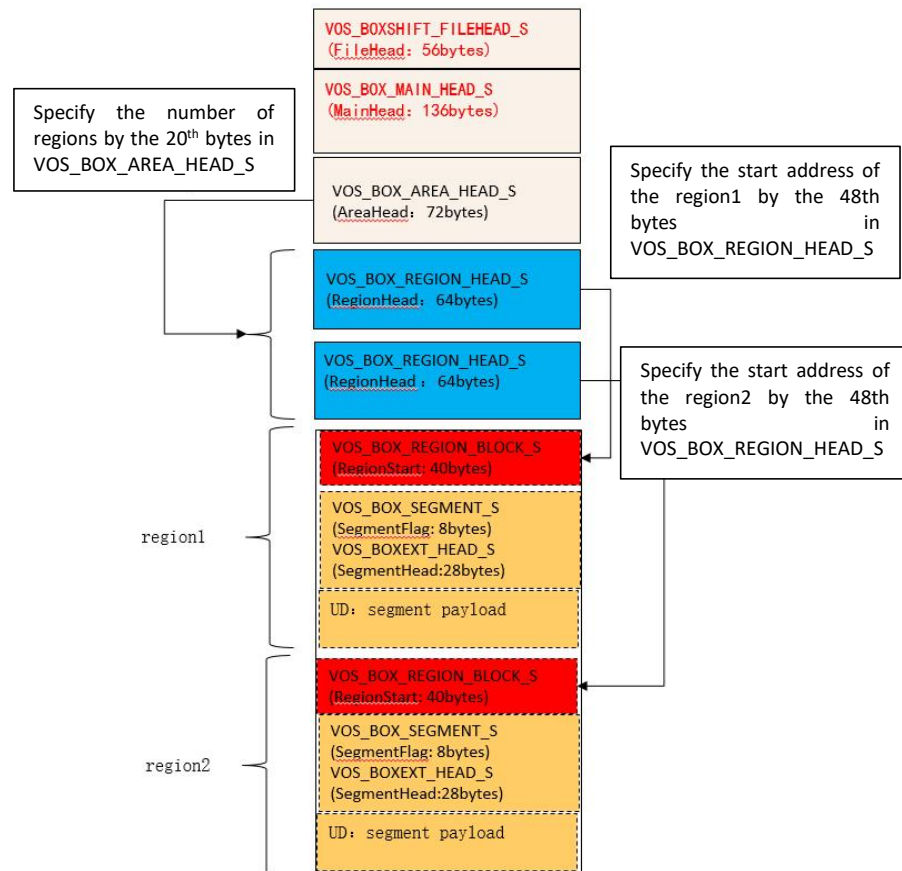 VOS_BOXSHIFT_FILEHEAD_S
(FileHead: 56bytes)
VOS_BOX_MAIN_HEAD_S
(MainHead: 136bytes)
Specify the number of
regions by the 20th bytes in
VOS_BOX_AREA_HEAD_S
VOS_BOX_AREA_HEAD_S
(AreaHead: 72bytes)
Specify the start address of
the region1 by the 48th
bytes in
VOS_BOX_REGION_HEAD_S
VOS_BOX_REGION_HEAD_S
(RegionHead: 64bytes)
VOS_BOX_REGION_HEAD_S
(RegionHead : 64bytes)
Specify the start address of
the region2 by the 48th
bytes in
VOS_BOX_REGION_HEAD_S
VOS_BOX_REGION_BLOCK_S
(RegionStart: 40bytes)
VOS_BOX_SEGMENT_S
(SegmentFlag: 8bytes)
VOS_BOXEXT_HEAD_S
(SegmentHead:28bytes)
region1
UD: segment payload
VOS_BOX_REGION_BLOCK_S
(RegionStart: 40bytes)
VOS_BOX_SEGMENT_S
(SegmentFlag: 8bytes)
VOS_BOXEXT_HEAD_S
(SegmentHead:28bytes)
region2
UD: segment payload